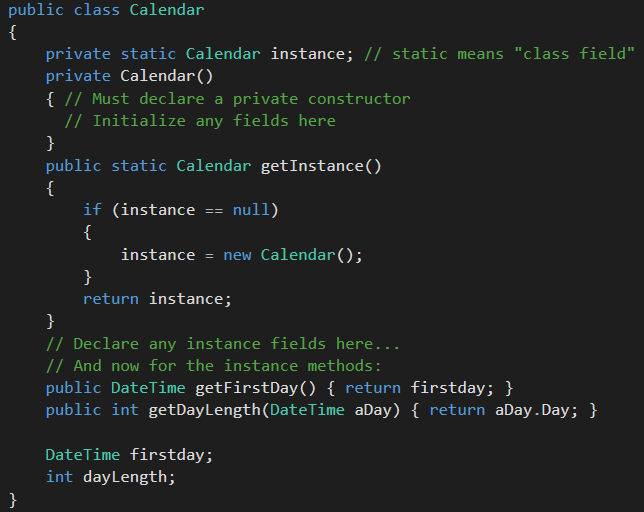 public class Calendar
{
    private static Calendar instance; // static means "class field"
    private Calendar()
    { // Must declare a private constructor
      // Initialize any fields here
    }
    public static Calendar getInstance()
    {
        if (instance == null)
        {
            instance = new Calendar();
        }
        return instance;
    }
    // Declare any instance fields here...
    // And now for the instance methods:
    public DateTime getFirstDay() { return firstday; }
    public int getDayLength(DateTime aDay) { return aDay.Day; }

    DateTime firstday;
    int dayLength;
}